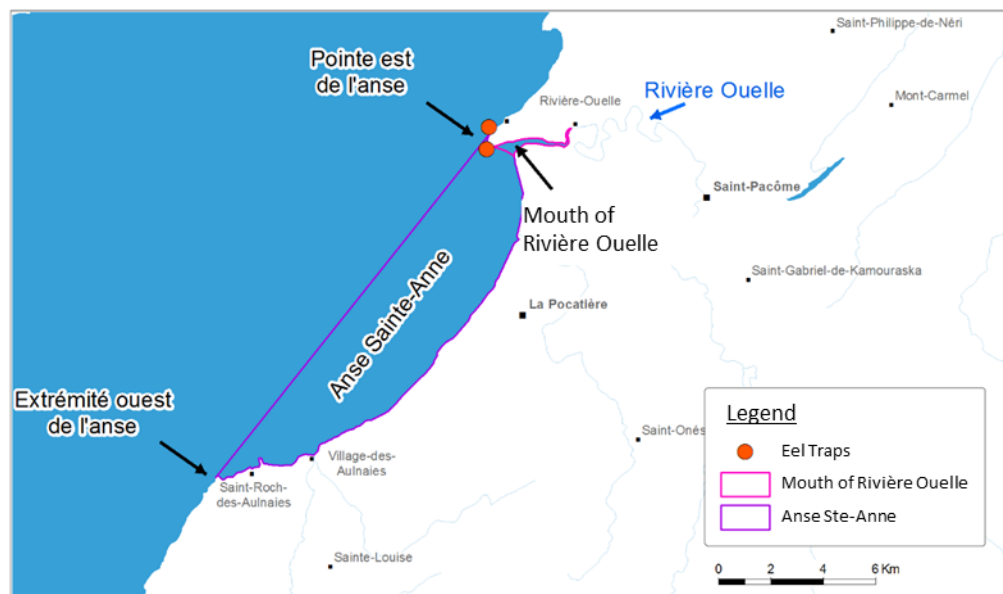 Saint-Philippe-de-Néri
Pointe est
de l'anse
Rivière Ouelle
Mont-Carmel
Rivière-Ouelle
Saint-Pacôme
Mouth of
Rivière Ouelle
Saint-Gabriel-de-Kamouraska
La Pocatière
Anse Sainte-Anne
Extrémité ouest
de l'anse
Legend
Eel Traps
Mouth of Rivière Ouelle
Anse Ste-Anne
Saint-Onés
Village-des-
Aulnaies
Saint-Roch-
des-Aulnaies
Sainte-Louise
0 2 4 6 Km